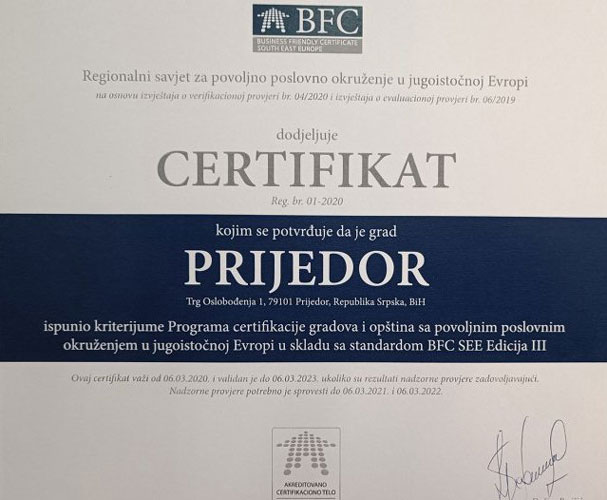 BFC
BUSINESS FRIENDLY CERTIFICATE
SOUTH EAST EUROPE
Regionalni savjet za povoljno poslovno okruženje u jugoistočnoj Evropi
na osnovu izvještaja o verifikacionoj provjeri br. 04/2020 i izvještaja o evaluacionoj provjeri br. 06/2019
dodjeljuje
CERTIFIKAT
Reg. br. 01-2020
kojim se potvrđuje da je grad
PRIJEDOR
Trg Oslobođenja 1, 79101 Prijedor, Republika Srpska, BiH
ispunio kriterijume Programa certifikacije gradova i opština sa povoljnim poslovnim
okruženjem u jugoistočnoj Evropi u skladu sa standardom BFC SEE Edicija III
Ovaj certifikat važi od 06.03.2020. i validan je do 06.03.2023. ukoliko su rezultati nadzorne provjere zadovoljavajući.
Nadzorne provjere potrebno je sprovesti do 06.03.2021. i 06.03.2022.
AKREDITOVANO
CERTIFIKACIONO TELO